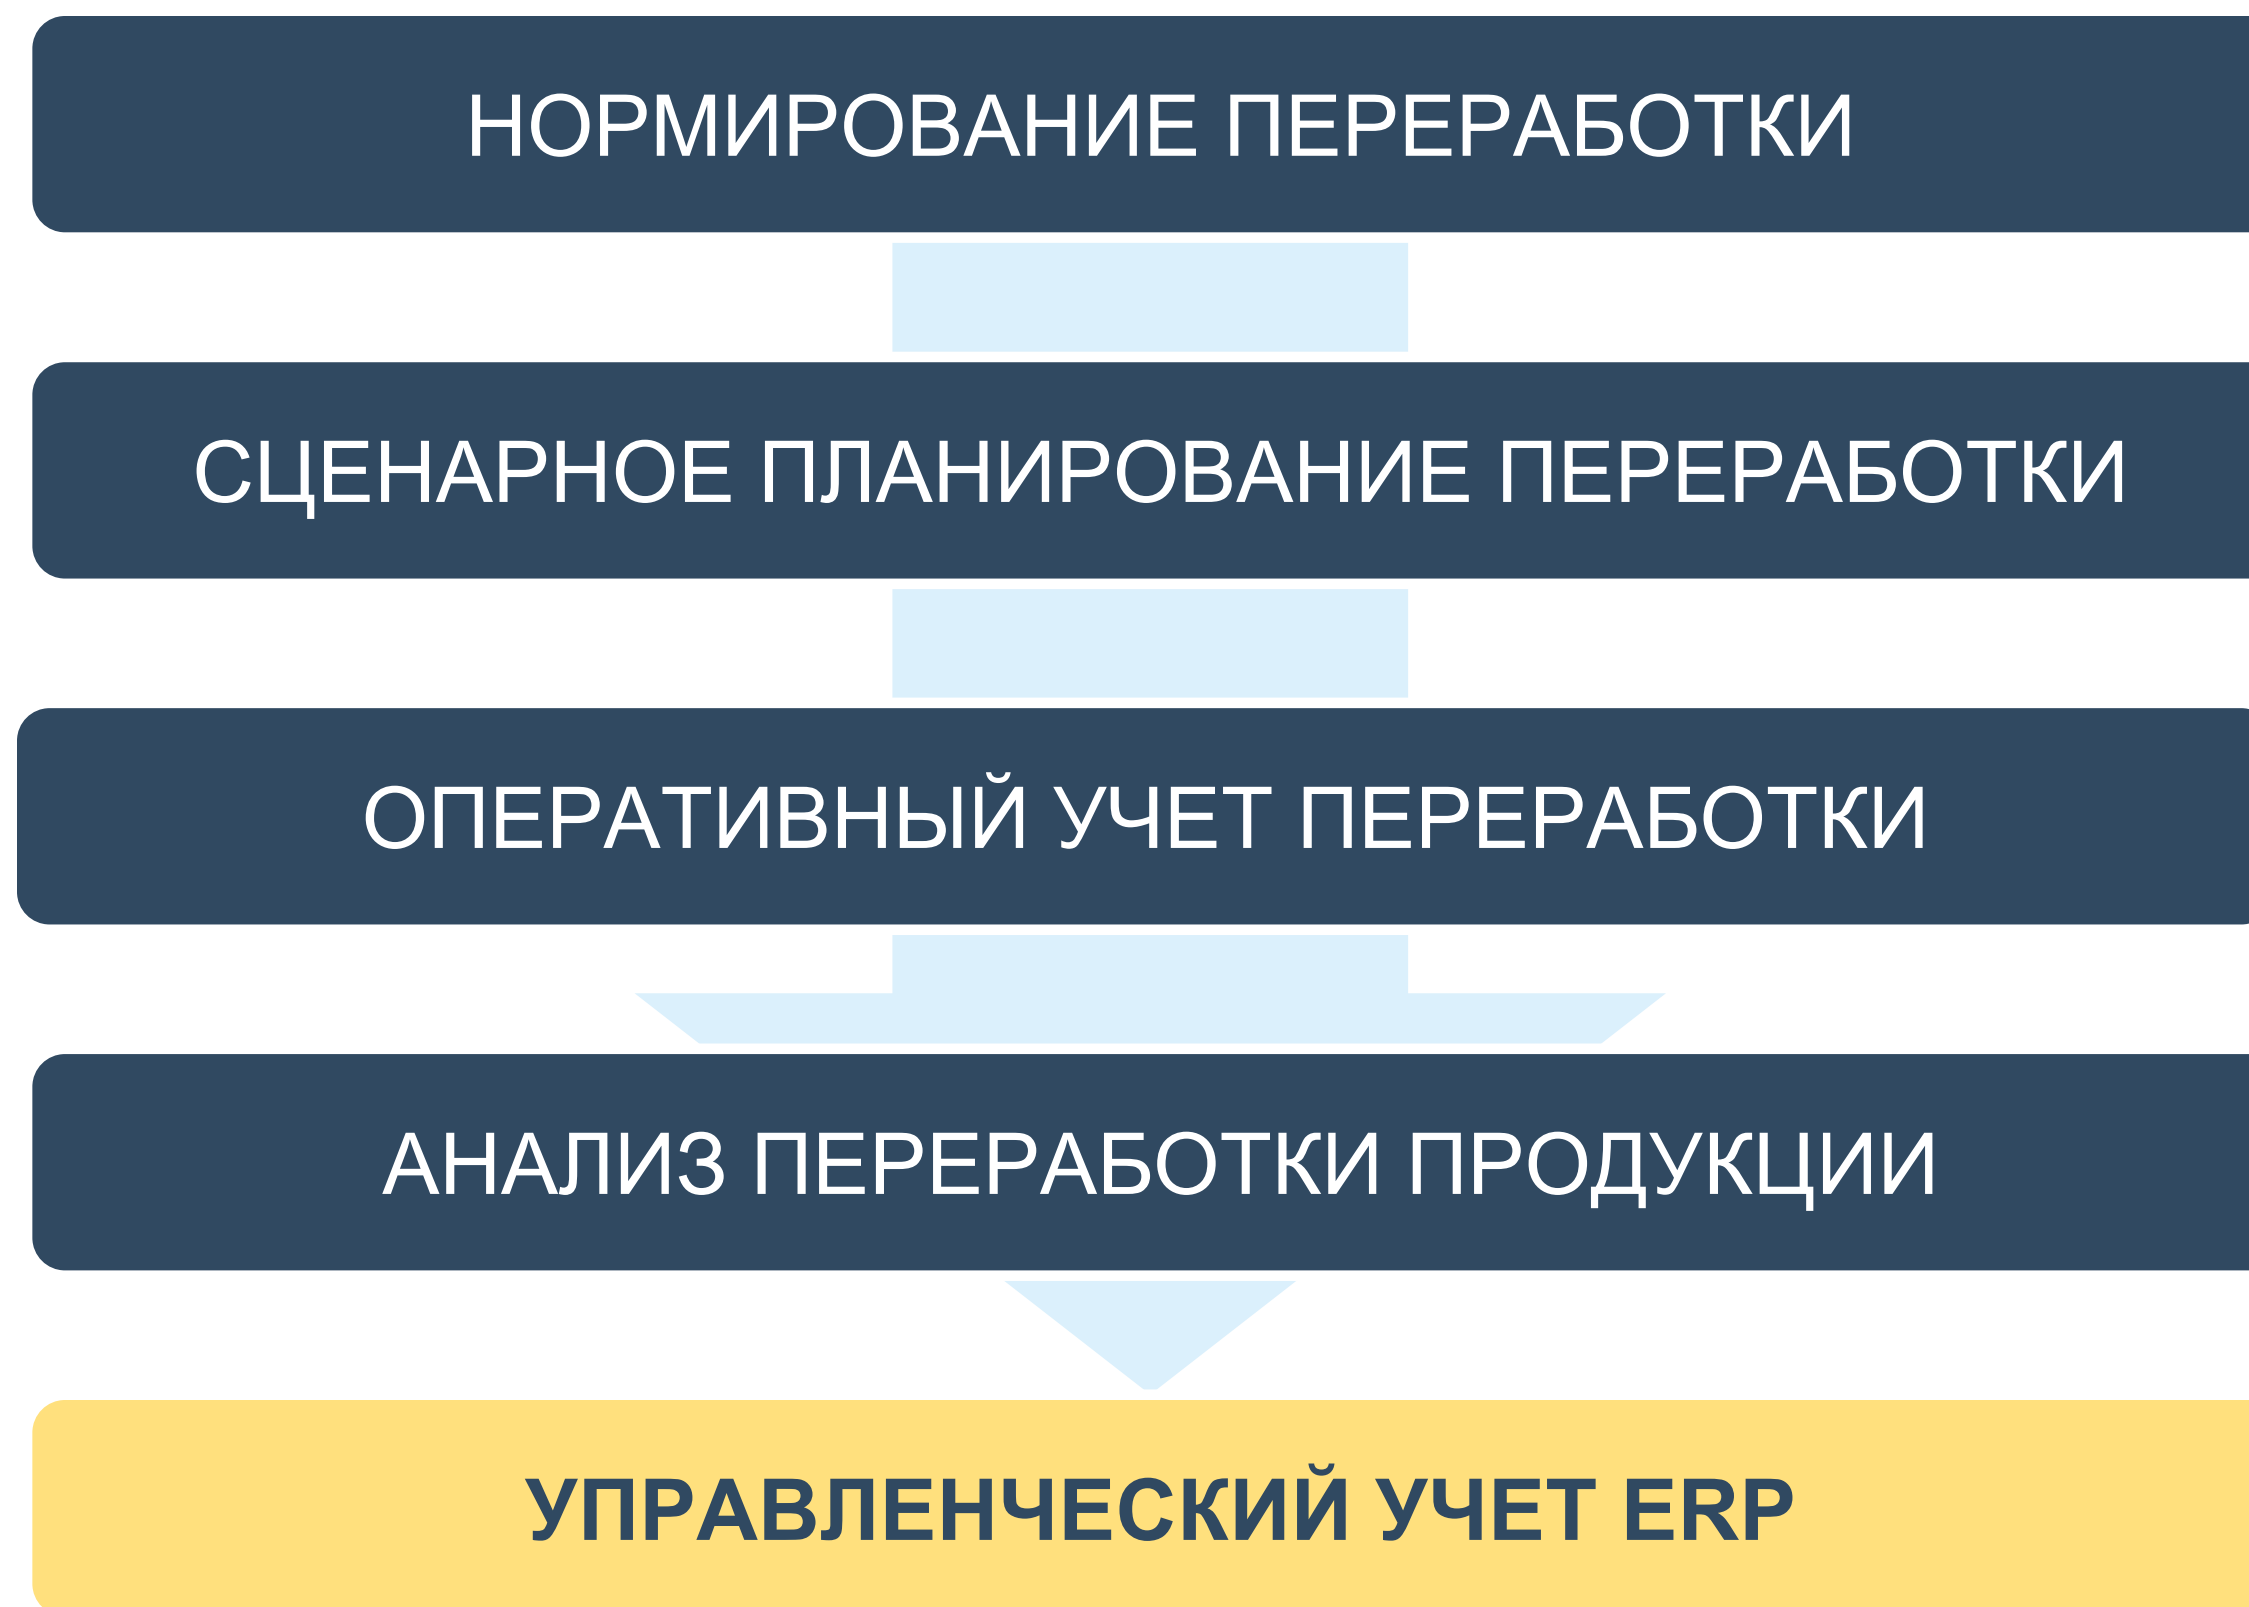 НОРМИРОВАНИЕ ПЕРЕРАБОТКИ
СЦЕНАРНОЕ ПЛАНИРОВАНИЕ ПЕРЕРАБОТКИ
ОПЕРАТИВНЫЙ УЧЕТ ПЕРЕРАБОТКИ
АНАЛИЗ ПЕРЕРАБОТКИ ПРОДУКЦИИ
УПРАВЛЕНЧЕСКИЙ УЧЕТ ERP